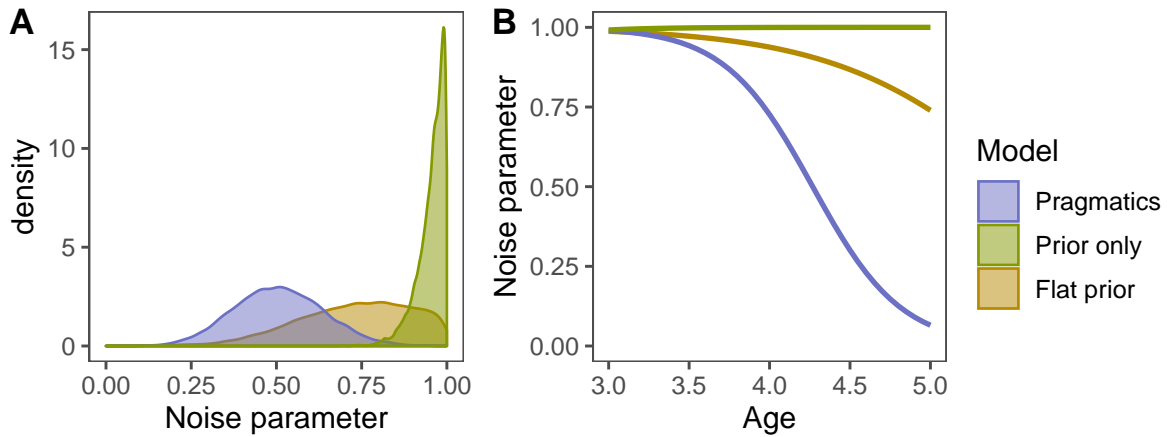 A
density
15
10
5
0
0.00 0.25 0.50 0.75 1.00
Noise parameter
B
Noise parameter
1.00
0.75
0.50
0.25
0.00
3.0 3.5 4.0 4.5 5.0
Age
Model
Pragmatics
Prior only
Flat prior